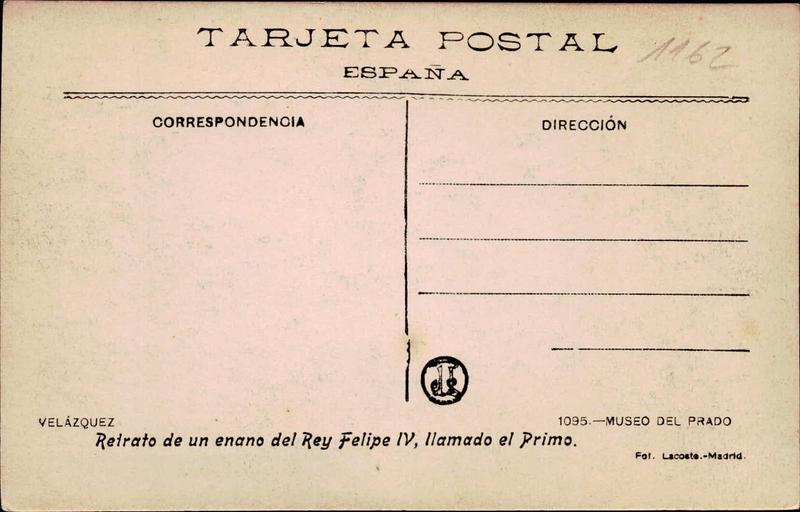 TARJETA POSTAL
1162
ESPAÑA
CORRESPONDENCIA
DIRECCIÓN
VELÁZQUEZ
1095.—MUSEO DEL PRADO
Retrato de un enano del Rey Felipe IV, llamado el Primo.
Fot. Lacoste.-Madrid.